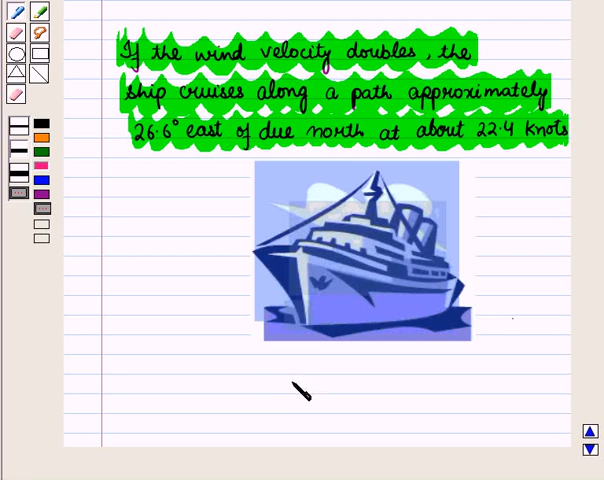 If the wind velocity doubles, the
ship cruises along a path approximately
26.6° east of due north at about 22.4 knots